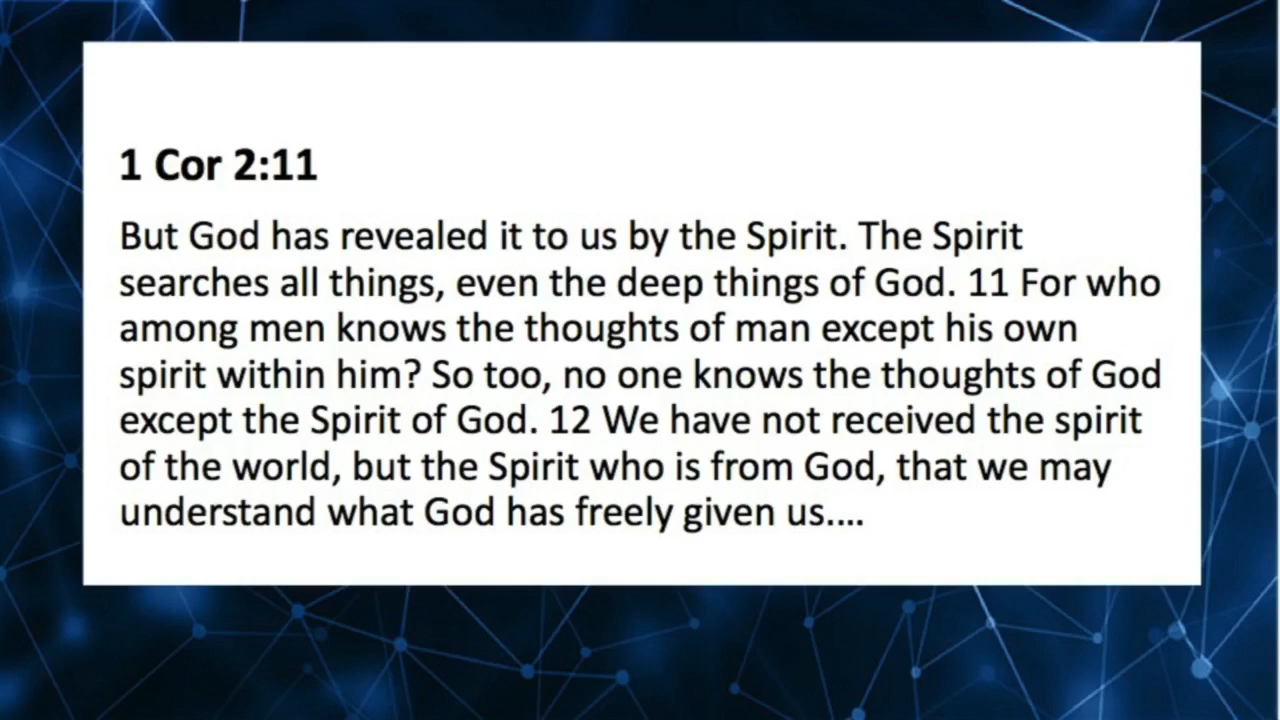 1 Cor 2:11
But God has revealed it to us by the Spirit. The Spirit
searches all things, even the deep things of God. 11 For who
among men knows the thoughts of man except his own
spirit within him? So too, no one knows the thoughts of God
except the Spirit of God. 12 We have not received the spirit
of the world, but the Spirit who is from God, that we may
understand what God has freely given us....